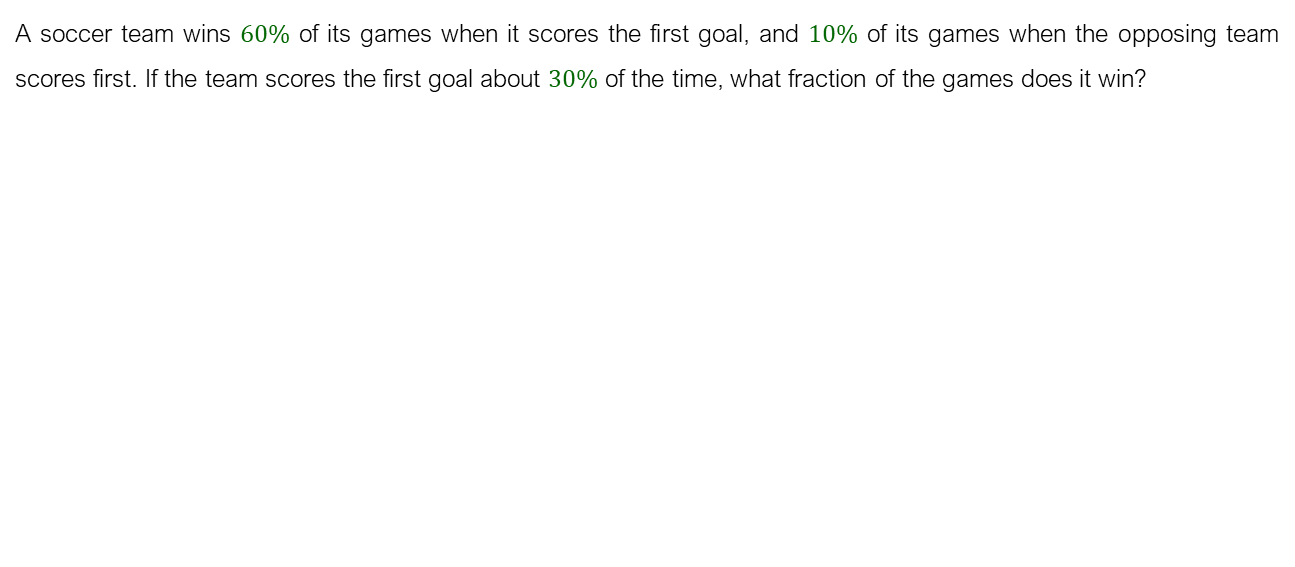 A soccer team wins 60% of its games when it scores the first goal, and 10% of its games when the opposing team
scores first. If the team scores the first goal about 30% of the time, what fraction of the games does it win?